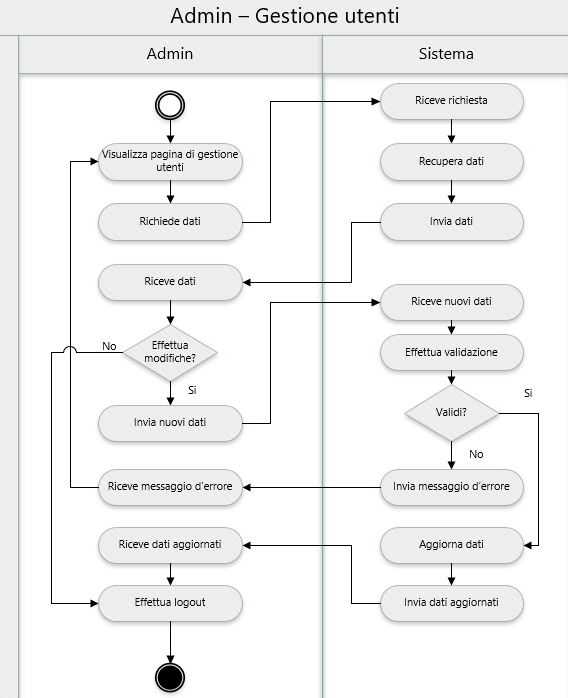 Admin – Gestione utenti
Admin
Sistema
Riceve richiesta
Visualizza pagina di gestione
utenti
Recupera dati
Richiede dati
Invia dati
Riceve dati
Riceve nuovi dati
No
Effettua
modifiche?
Effettua validazione
Si
Si
Invia nuovi dati
Validi?
No
Riceve messaggio d'errore
Invia messaggio d'errore
Riceve dati aggiornati
Aggiorna dati
Effettua logout
Invia dati aggiornati